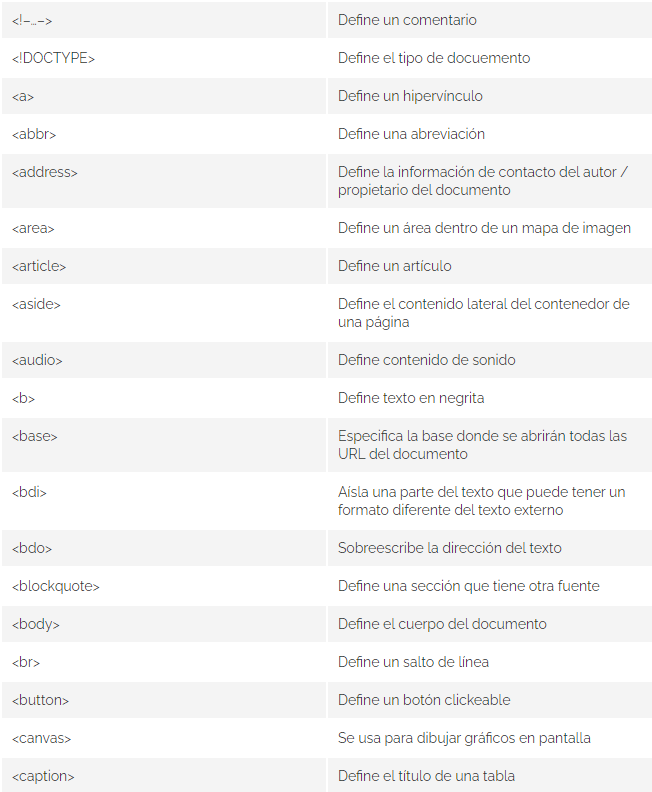 <!–…–> Define un comentario
<!DOCTYPE> Define el tipo de docuemento
<a> Define un hipervínculo
<abbr> Define una abreviación
<address> Define la información de contacto del autor /
propietario del documento
<area> Define un área dentro de un mapa de imagen
<article> Define un artículo
<aside> Define el contenido lateral del contenedor de
una página
<audio> Define contenido de sonido
<b> Define texto en negrita
<base> Especifica la base donde se abrirán todas las
URL del documento
<bdi> Aísla una parte del texto que puede tener un
formato diferente del texto externo
<bdo> Sobreescribe la dirección del texto
<blockquote> Define una sección que tiene otra fuente
<body> Define el cuerpo del documento
<br> Define un salto de línea
<button> Define un botón clickeable
<canvas> Se usa para dibujar gráficos en pantalla
<caption> Define el título de una tabla